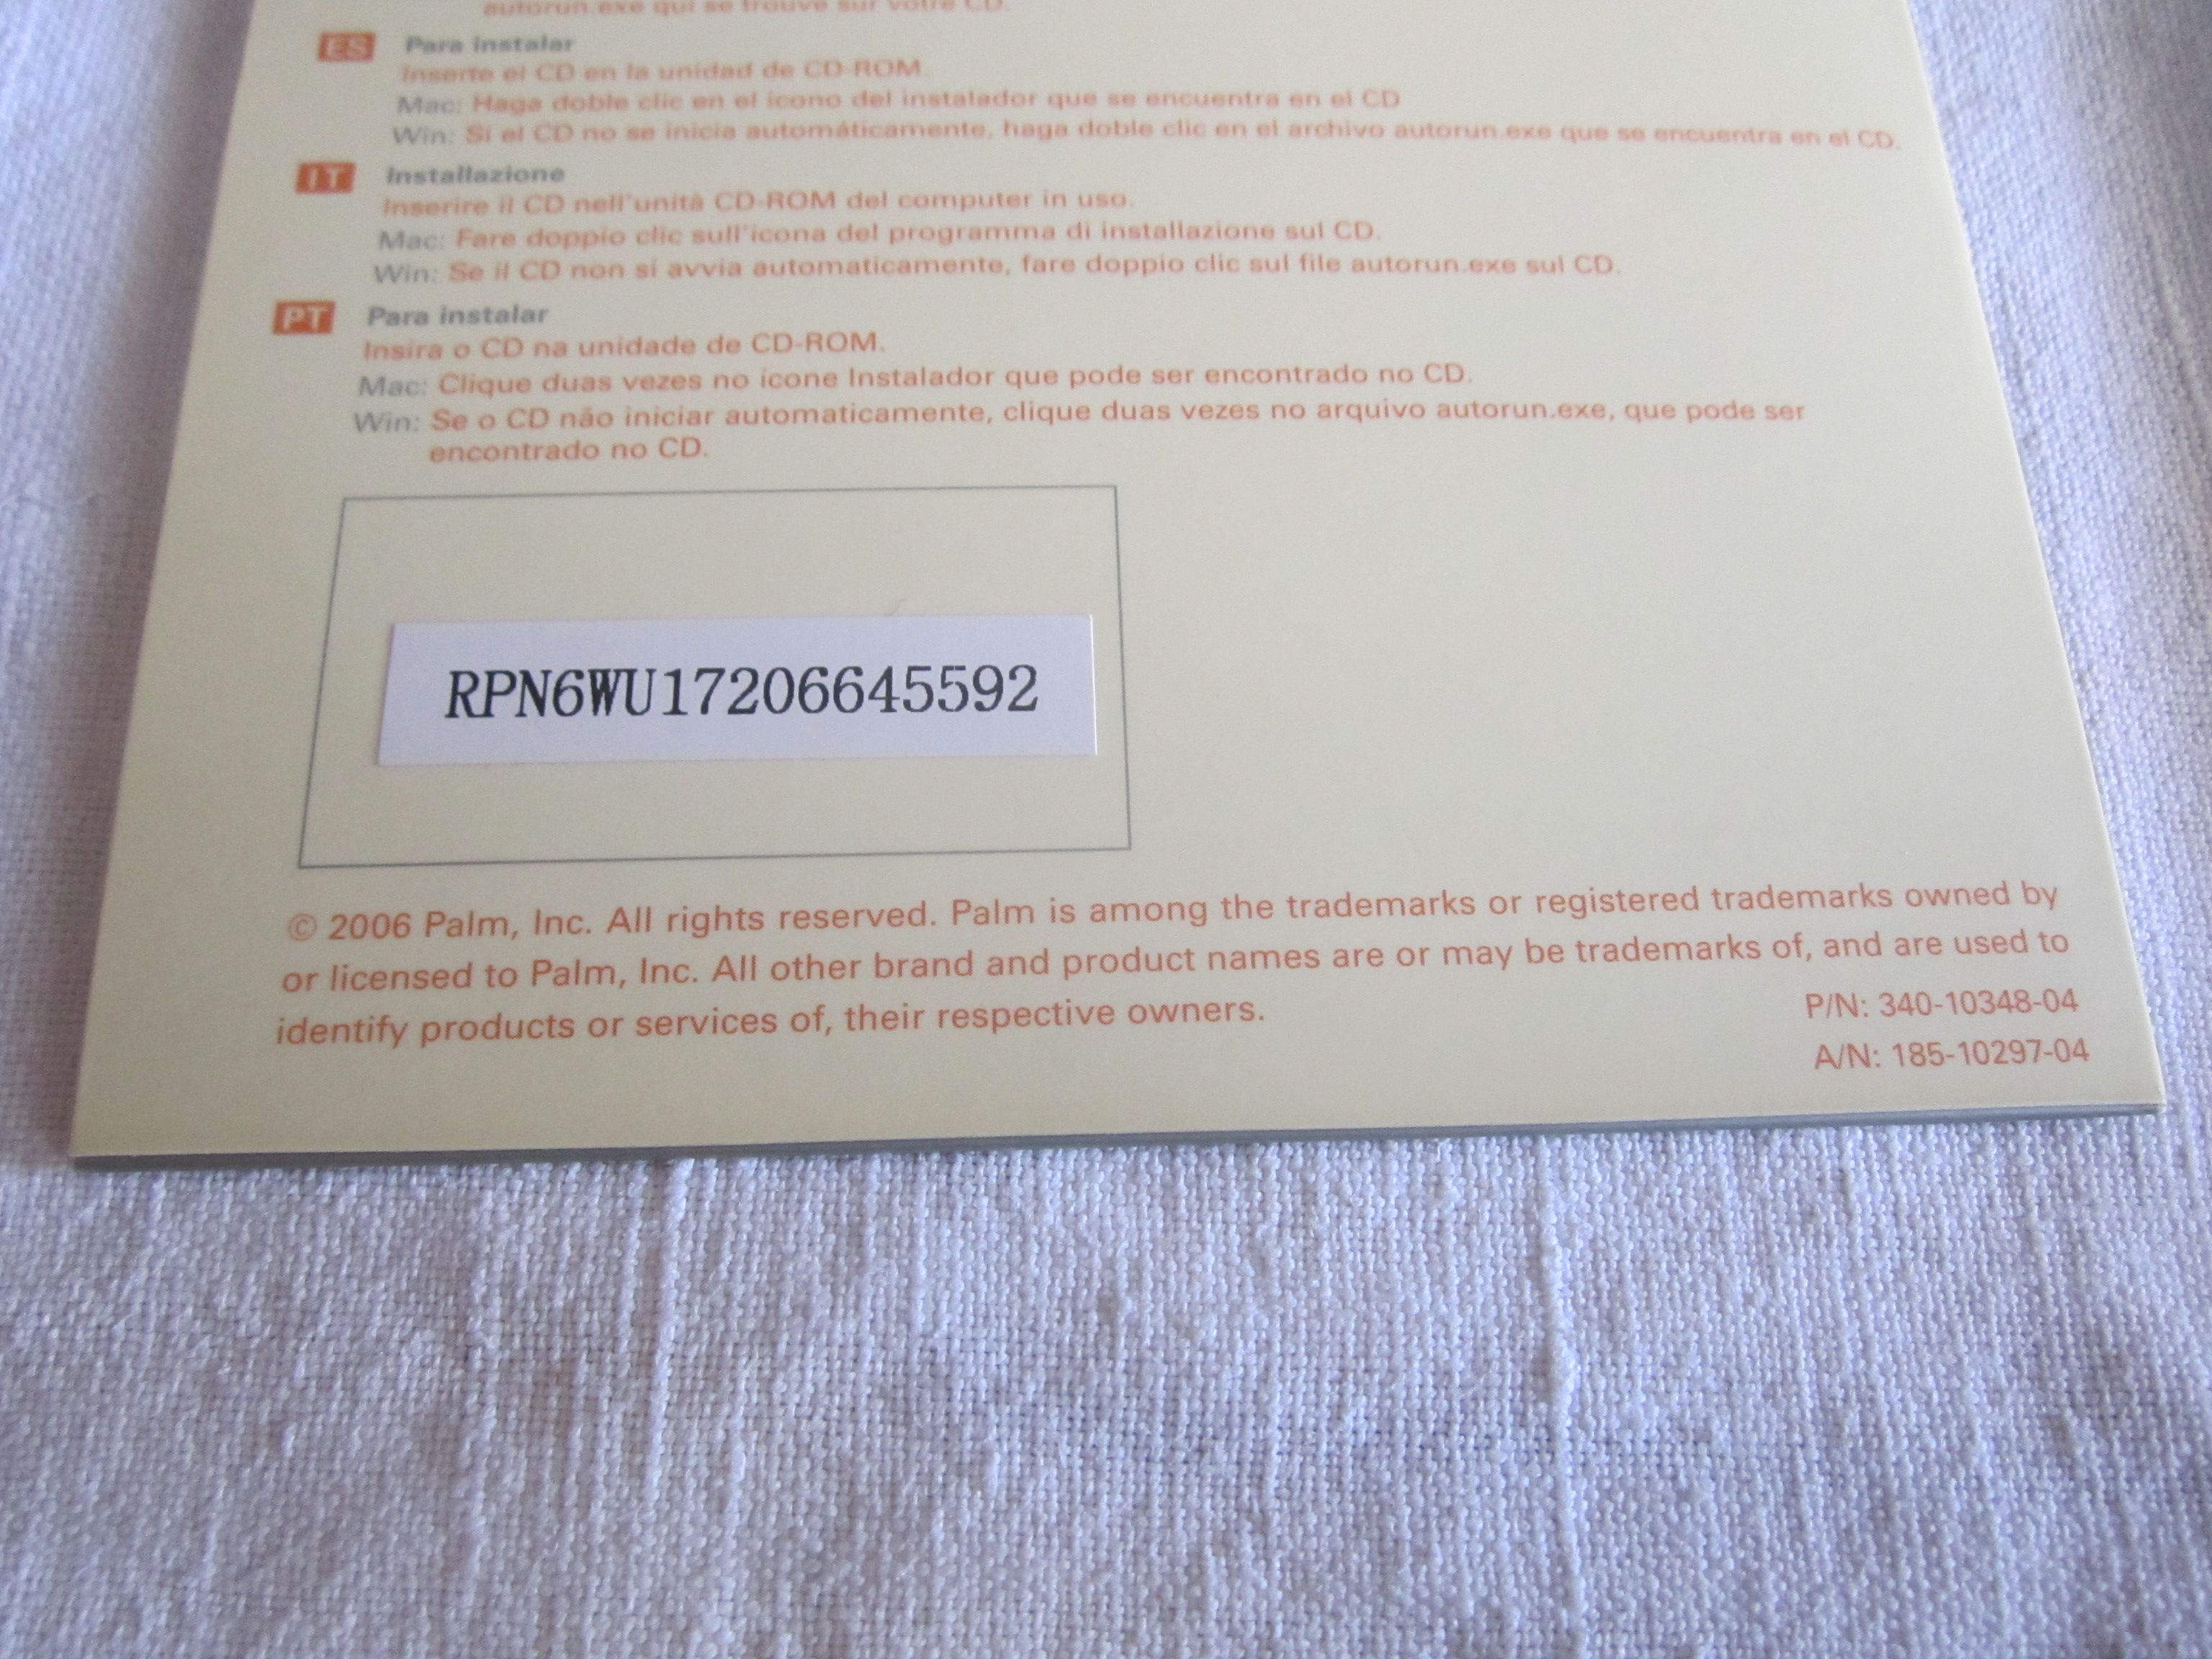 autorun.exe qui se trouve sur votre CD.
ES Para instalar
Inserte el CD en la unidad de CD-ROM.
Mac: Haga doble clic en el icono del instalador que se encuentra en el CD
Win: Si el CD no se inicia automáticamente, haga doble clic en el archivo autorun.exe que se encuentra en el CD.
IT Installazione
Inserire il CD nell'unità CD-ROM del computer in uso.
Mac: Fare doppio clic sull'icona del programma di installazione sul CD.
Win: Se il CD non si avvia automaticamente, fare doppio clic sul file autorun.exe sul CD.
PT Para instalar
Insira o CD na unidade de CD-ROM.
Mac: Clique duas vezes no ícone Instalador que pode ser encontrado no CD.
Win: Se o CD não iniciar automaticamente, clique duas vezes no arquivo autorun.exe, que pode ser
encontrado no CD.
RPN6WU17206645592
© 2006 Palm, Inc. All rights reserved. Palm is among the trademarks or registered trademarks owned by
or licensed to Palm, Inc. All other brand and product names are or may be trademarks of, and are used to
identify products or services of, their respective owners.
P/N: 340-10348-04
A/N: 185-10297-04